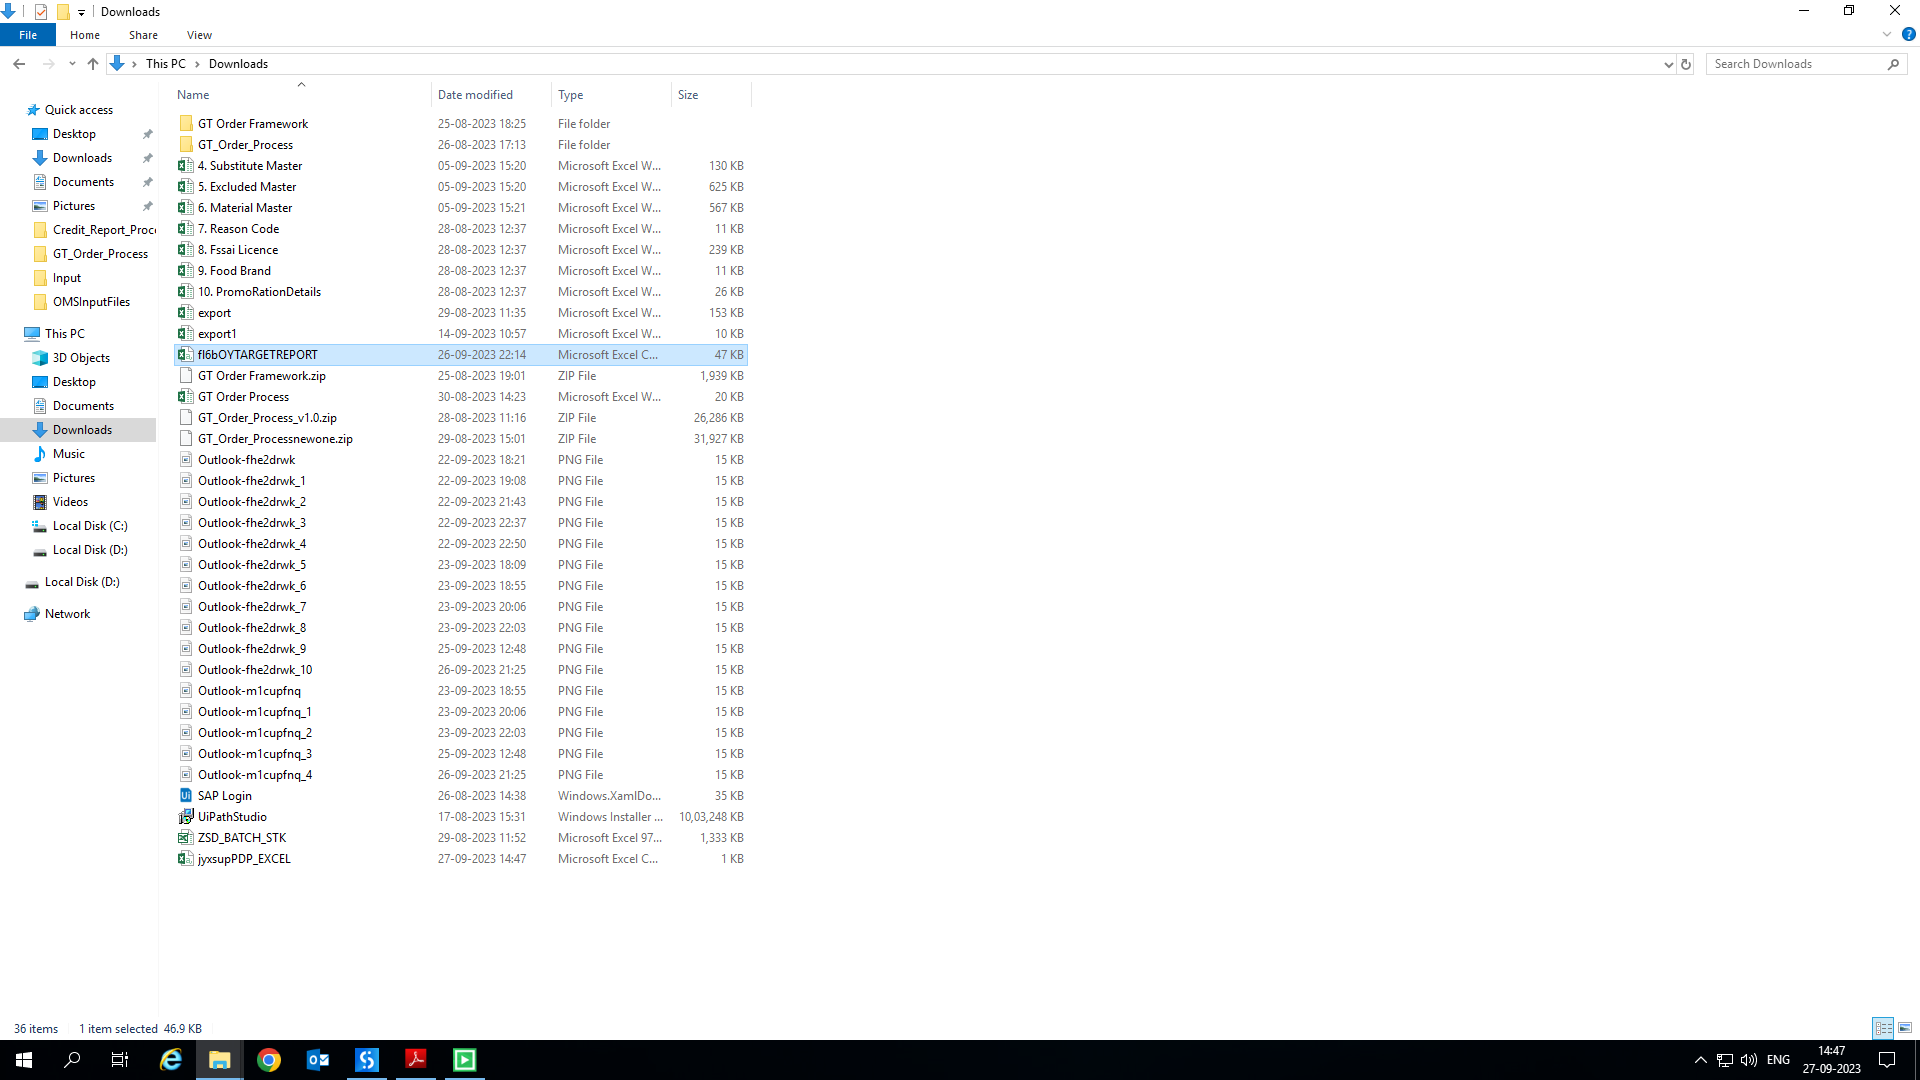 Downloads
File Home Share View
This PC Downloads
Search Downloads
Name Date modified Type Size
Quick access
Desktop
Downloads
Documents
Pictures
Credit_Report_Proc
GT_Order_Process
Input
OMSInputFiles
This PC
3D Objects
Desktop
Documents
Downloads
Music
Pictures
Videos
Local Disk (C:)
Local Disk (D:)
Local Disk (D:)
Network
GT Order Framework 25-08-2023 18:25 File folder
GT_Order_Process 26-08-2023 17:13 File folder
4. Substitute Master 05-09-2023 15:20 Microsoft Excel W... 130 KB
5. Excluded Master 05-09-2023 15:20 Microsoft Excel W... 625 KB
6. Material Master 05-09-2023 15:21 Microsoft Excel W... 567 KB
7. Reason Code 28-08-2023 12:37 Microsoft Excel W... 11 KB
8. Fssai Licence 28-08-2023 12:37 Microsoft Excel W... 239 KB
9. Food Brand 28-08-2023 12:37 Microsoft Excel W... 11 KB
10. PromoRationDetails 28-08-2023 12:37 Microsoft Excel W... 26 KB
export 29-08-2023 11:35 Microsoft Excel W... 153 KB
export1 14-09-2023 10:57 Microsoft Excel W... 10 KB
fI6bOYTARGETREPORT 26-09-2023 22:14 Microsoft Excel C... 47 KB
GT Order Framework.zip 25-08-2023 19:01 ZIP File 1,939 KB
GT Order Process 30-08-2023 14:23 Microsoft Excel W... 20 KB
GT_Order_Process_v1.0.zip 28-08-2023 11:16 ZIP File 26,286 KB
GT_Order_Processnewone.zip 29-08-2023 15:01 ZIP File 31,927 KB
Outlook-fhe2drwk 22-09-2023 18:21 PNG File 15 KB
Outlook-fhe2drwk_1 22-09-2023 19:08 PNG File 15 KB
Outlook-fhe2drwk_2 22-09-2023 21:43 PNG File 15 KB
Outlook-fhe2drwk_3 22-09-2023 22:37 PNG File 15 KB
Outlook-fhe2drwk_4 22-09-2023 22:50 PNG File 15 KB
Outlook-fhe2drwk_5 23-09-2023 18:09 PNG File 15 KB
Outlook-fhe2drwk_6 23-09-2023 18:55 PNG File 15 KB
Outlook-fhe2drwk_7 23-09-2023 20:06 PNG File 15 KB
Outlook-fhe2drwk_8 23-09-2023 22:03 PNG File 15 KB
Outlook-fhe2drwk_9 25-09-2023 12:48 PNG File 15 KB
Outlook-fhe2drwk_10 26-09-2023 21:25 PNG File 15 KB
Outlook-m1cupfnq 23-09-2023 18:55 PNG File 15 KB
Outlook-m1cupfnq_1 23-09-2023 20:06 PNG File 15 KB
Outlook-m1cupfnq_2 23-09-2023 22:03 PNG File 15 KB
Outlook-m1cupfnq_3 25-09-2023 12:48 PNG File 15 KB
Outlook-m1cupfnq_4 26-09-2023 21:25 PNG File 15 KB
SAP Login 26-08-2023 14:38 Windows.XamlDo... 35 KB
UiPathStudio 17-08-2023 15:31 Windows Installer ... 10,03,248 KB
ZSD_BATCH_STK 29-08-2023 11:52 Microsoft Excel 97... 1,333 KB
jyxsupPDP_EXCEL 27-09-2023 14:47 Microsoft Excel C... 1 KB
36 items 1 item selected 46.9 KB
ENG
14:47
27-09-2023